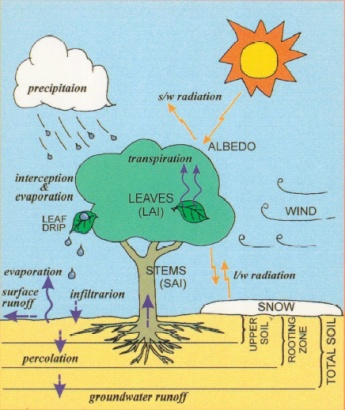 precipitaion
s/w radiation
ALBEDO
transpiration
interception
&
evaporation
LEAVES
(LAI)
LEAF
DRIP
WIND
evaporation
STEMS
(SAI)
l/w radiation
surface
runoff
infiltrarion
SNOW
UPPER
SOIL
ROOTING
ZONE
TOTAL SOIL
percolation
groundwater runoff